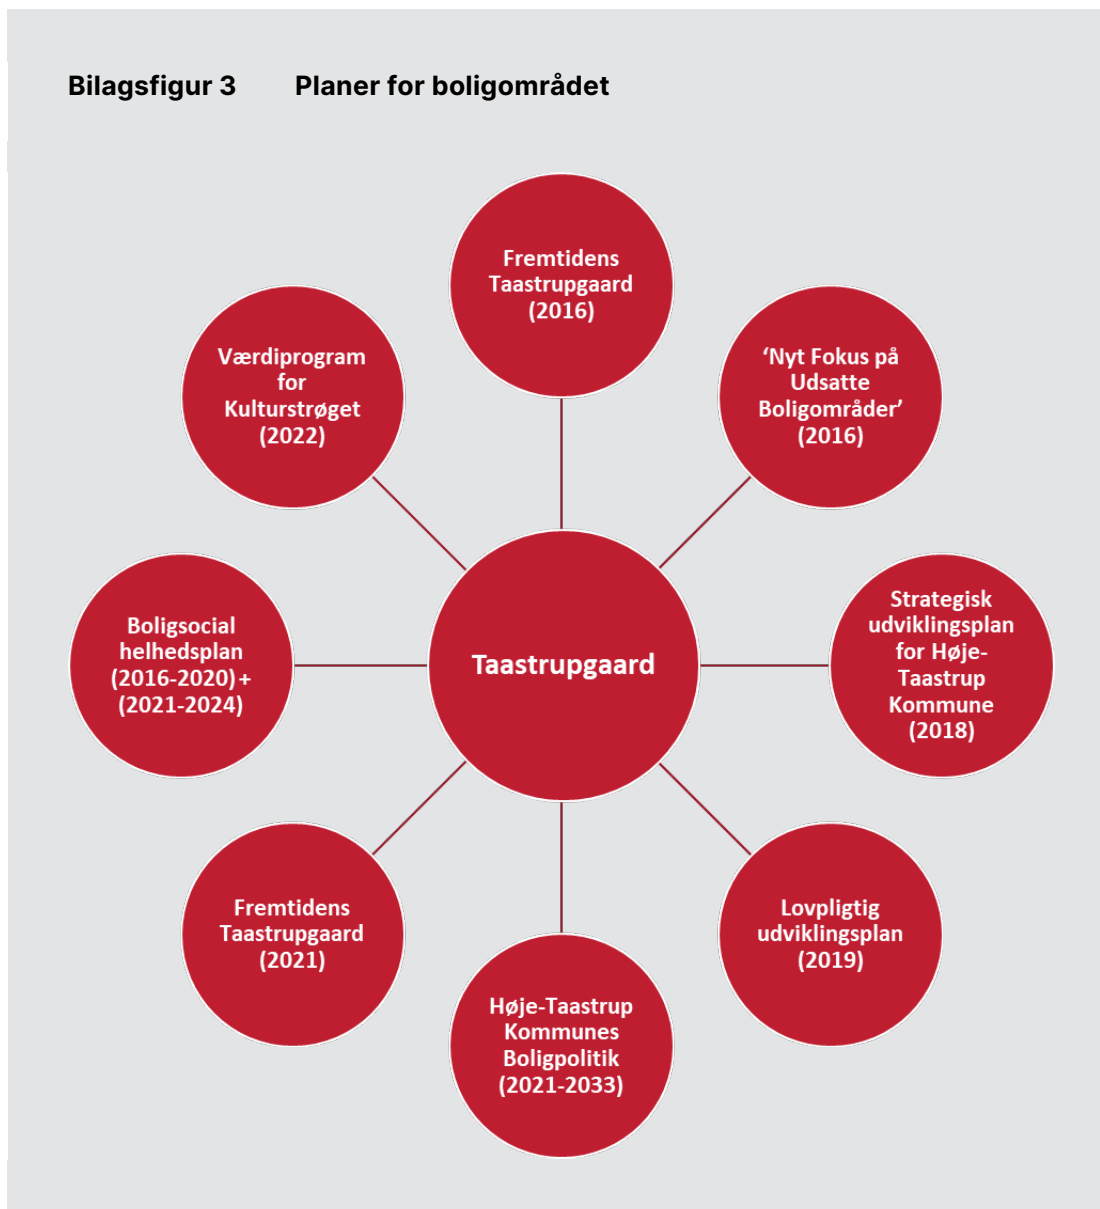 Bilagsfigur 3 Planer for boligområdet
Fremtidens
Taastrupgaard
(2016)
‘Nyt Fokus på
Udsatte
Boligområder’
(2016)
Strategisk
udviklingsplan
for Høje-
Taastrup
Kommune
(2018)
Lovpligtig
udviklingsplan
(2019)
Høje-Taastrup
Kommunes
Boligpolitik
(2021-2033)
Fremtidens
Taastrupgaard
(2021)
Boligsocial
helhedsplan
(2016-2020)+
(2021-2024)
Værdiprogram
for
Kulturstrøget
(2022)
Taastrupgaard